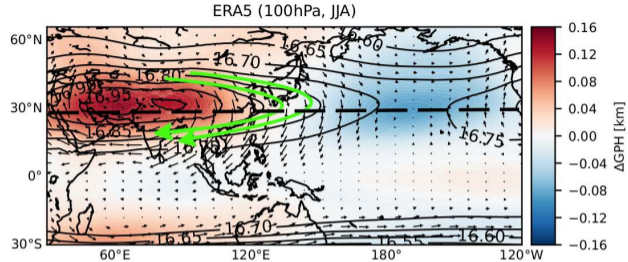 ERA5 (100hPa, JJA)
60°N
30°N
0°
30°S
60°E
120°E
180°
120°W
16.60
16.65
16.70
16.80
16.95
16.85
16.75
16.70
16.65
16.55
16.60
0.16
0.12
0.08
0.04
0.00
−0.04
−0.08
−0.12
−0.16
ΔGPH [km]